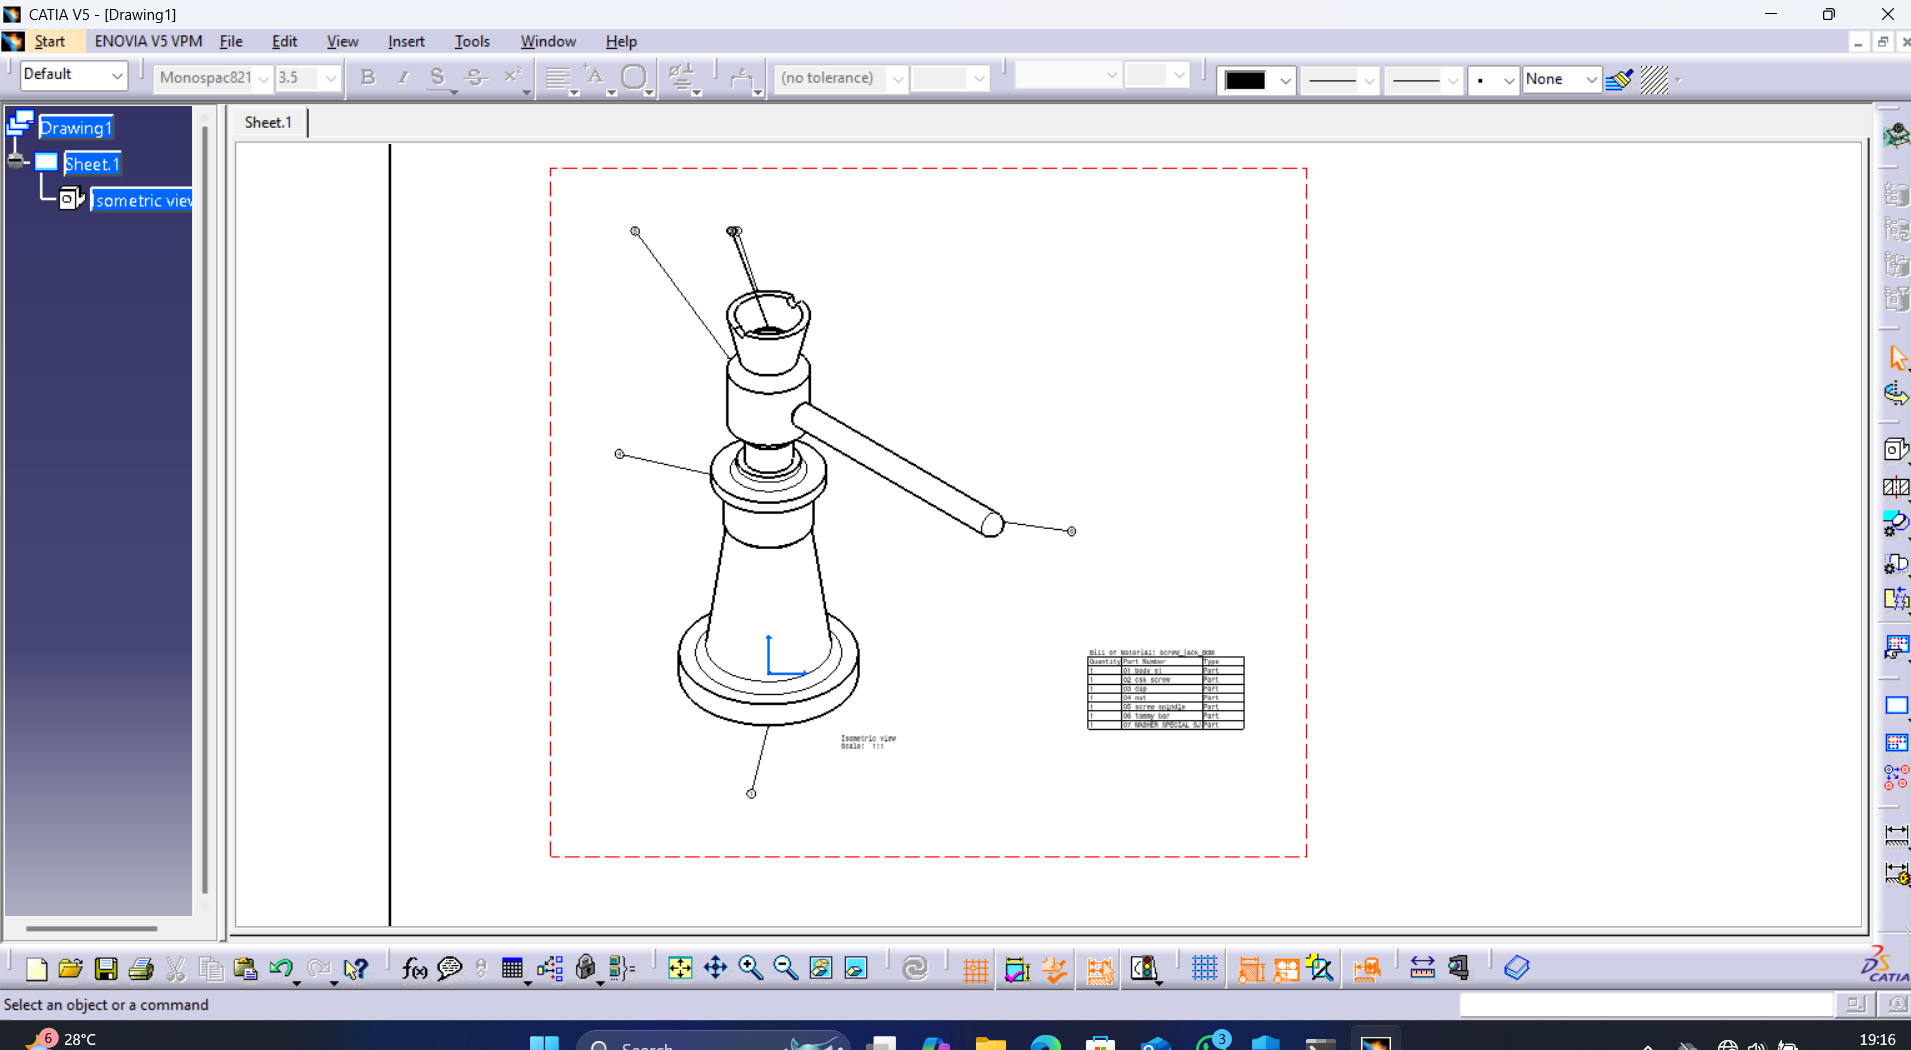 CATIA V5 - [Drawing1]
Start ENOVIA V5 VPM File Edit View Insert Tools Window Help
Default Monospac821 3.5 B I S S (no tolerance) None
Drawing1
Sheet.1
Isometric view
Sheet.1
Bill of Material: Screw_jack_BOM
Quantity Part Number Type
1 01 body sj Part
1 02 csk screw Part
1 03 cup Part
1 04 nut Part
1 05 screw spindle Part
1 06 tommy bar Part
1 07 WASHER SPECIAL SJ Part
Isometric view
Scale: 1:1
f(x)
DS CATIA
Select an object or a command
6 28°C Search 3 19:16